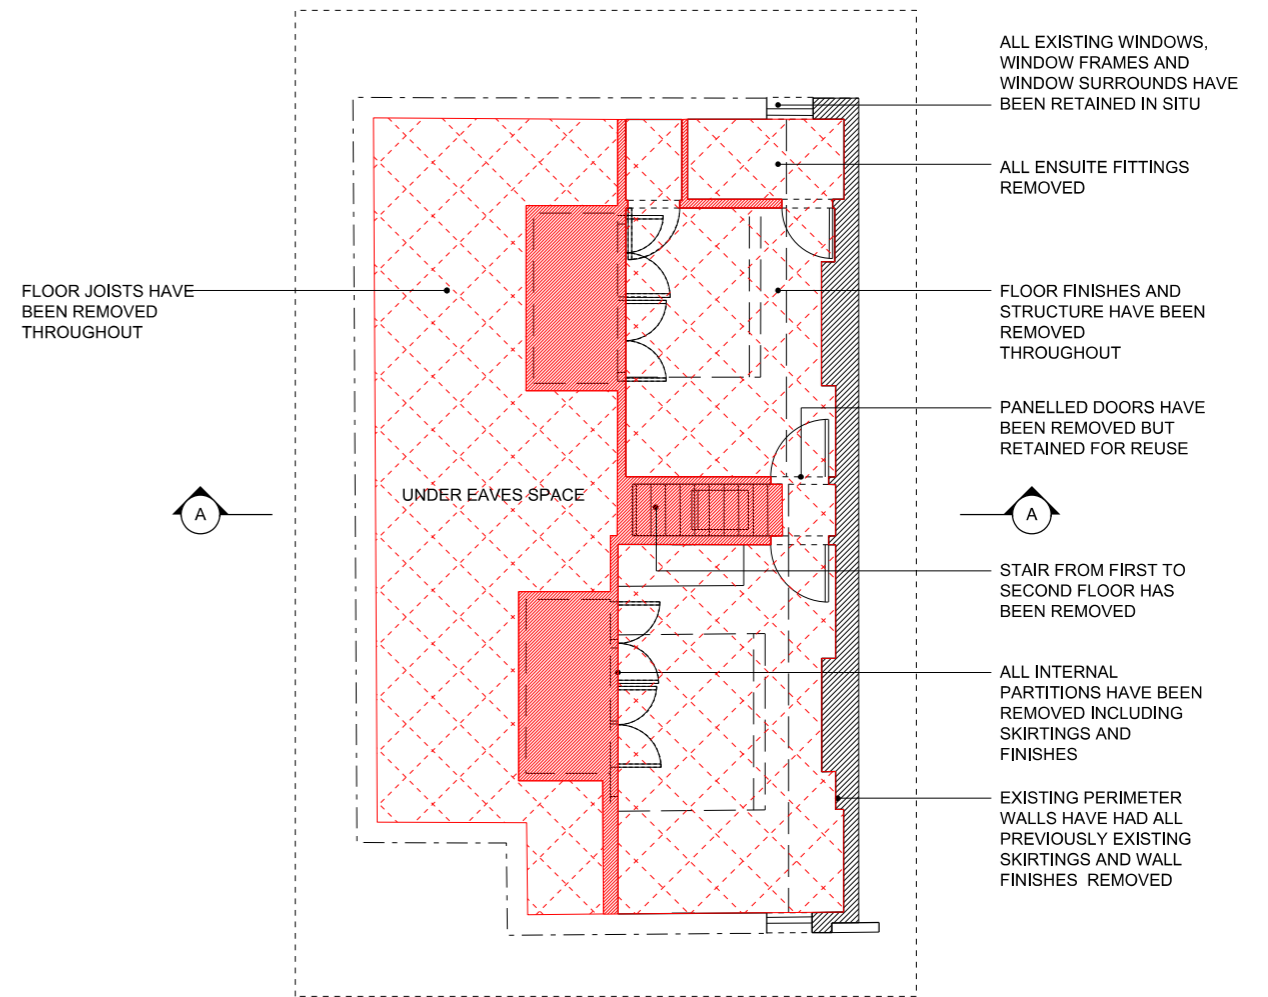 ALL EXISTING WINDOWS,
WINDOW FRAMES AND
WINDOW SURROUNDS HAVE
BEEN RETAINED IN SITU
ALL ENSUITE FITTINGS
REMOVED
FLOOR JOISTS HAVE
BEEN REMOVED
THROUGHOUT
FLOOR FINISHES AND
STRUCTURE HAVE BEEN
REMOVED
THROUGHOUT
PANELLED DOORS HAVE
BEEN REMOVED BUT
RETAINED FOR REUSE
UNDER EAVES SPACE
A
A
STAIR FROM FIRST TO
SECOND FLOOR HAS
BEEN REMOVED
ALL INTERNAL
PARTITIONS HAVE BEEN
REMOVED INCLUDING
SKIRTINGS AND
FINISHES
EXISTING PERIMETER
WALLS HAVE HAD ALL
PREVIOUSLY EXISTING
SKIRTINGS AND WALL
FINISHES REMOVED